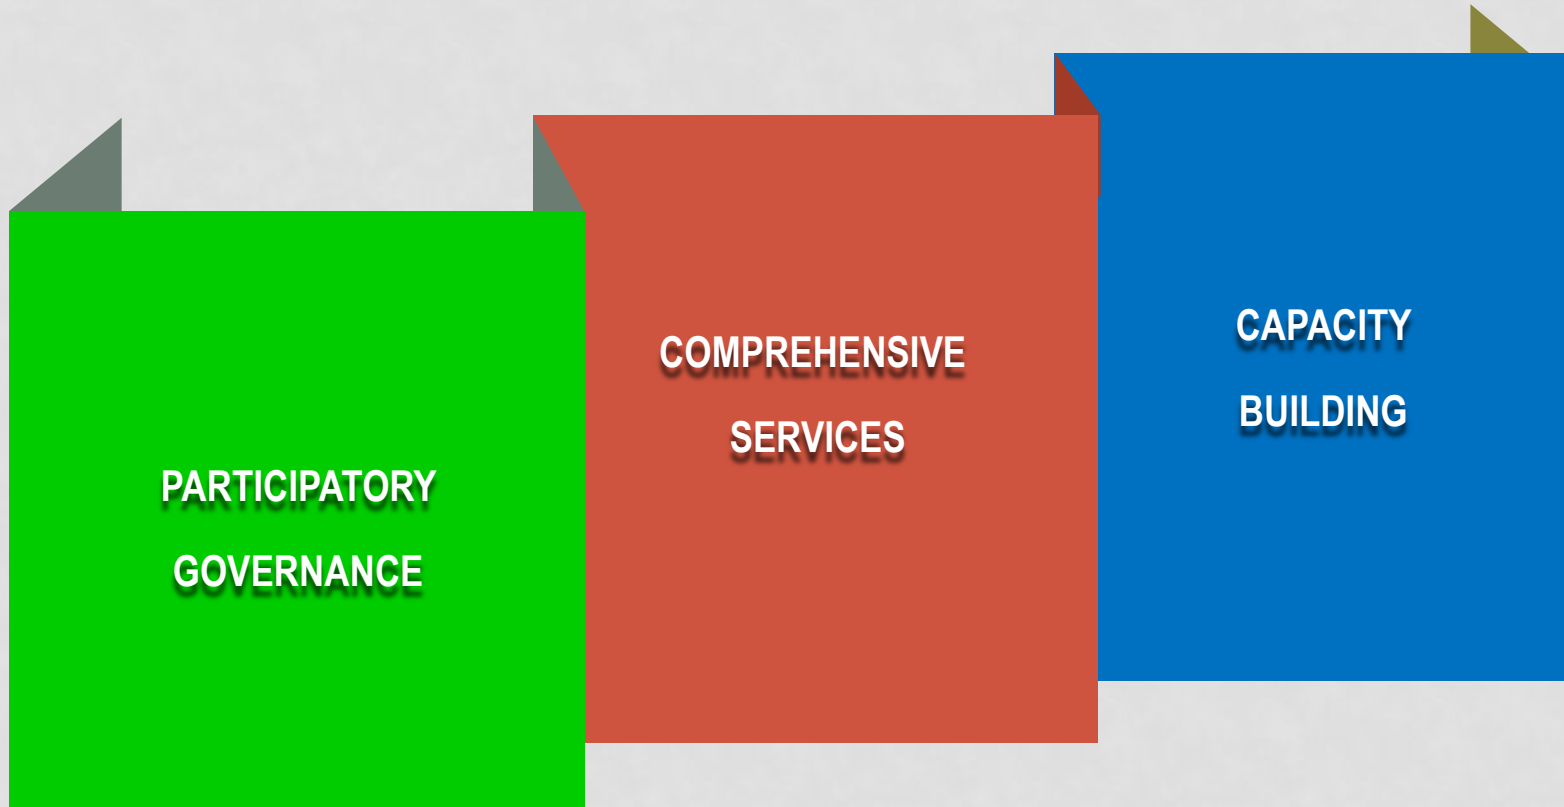 PARTICIPATORY
GOVERNANCE
COMPREHENSIVE
SERVICES
CAPACITY
BUILDING